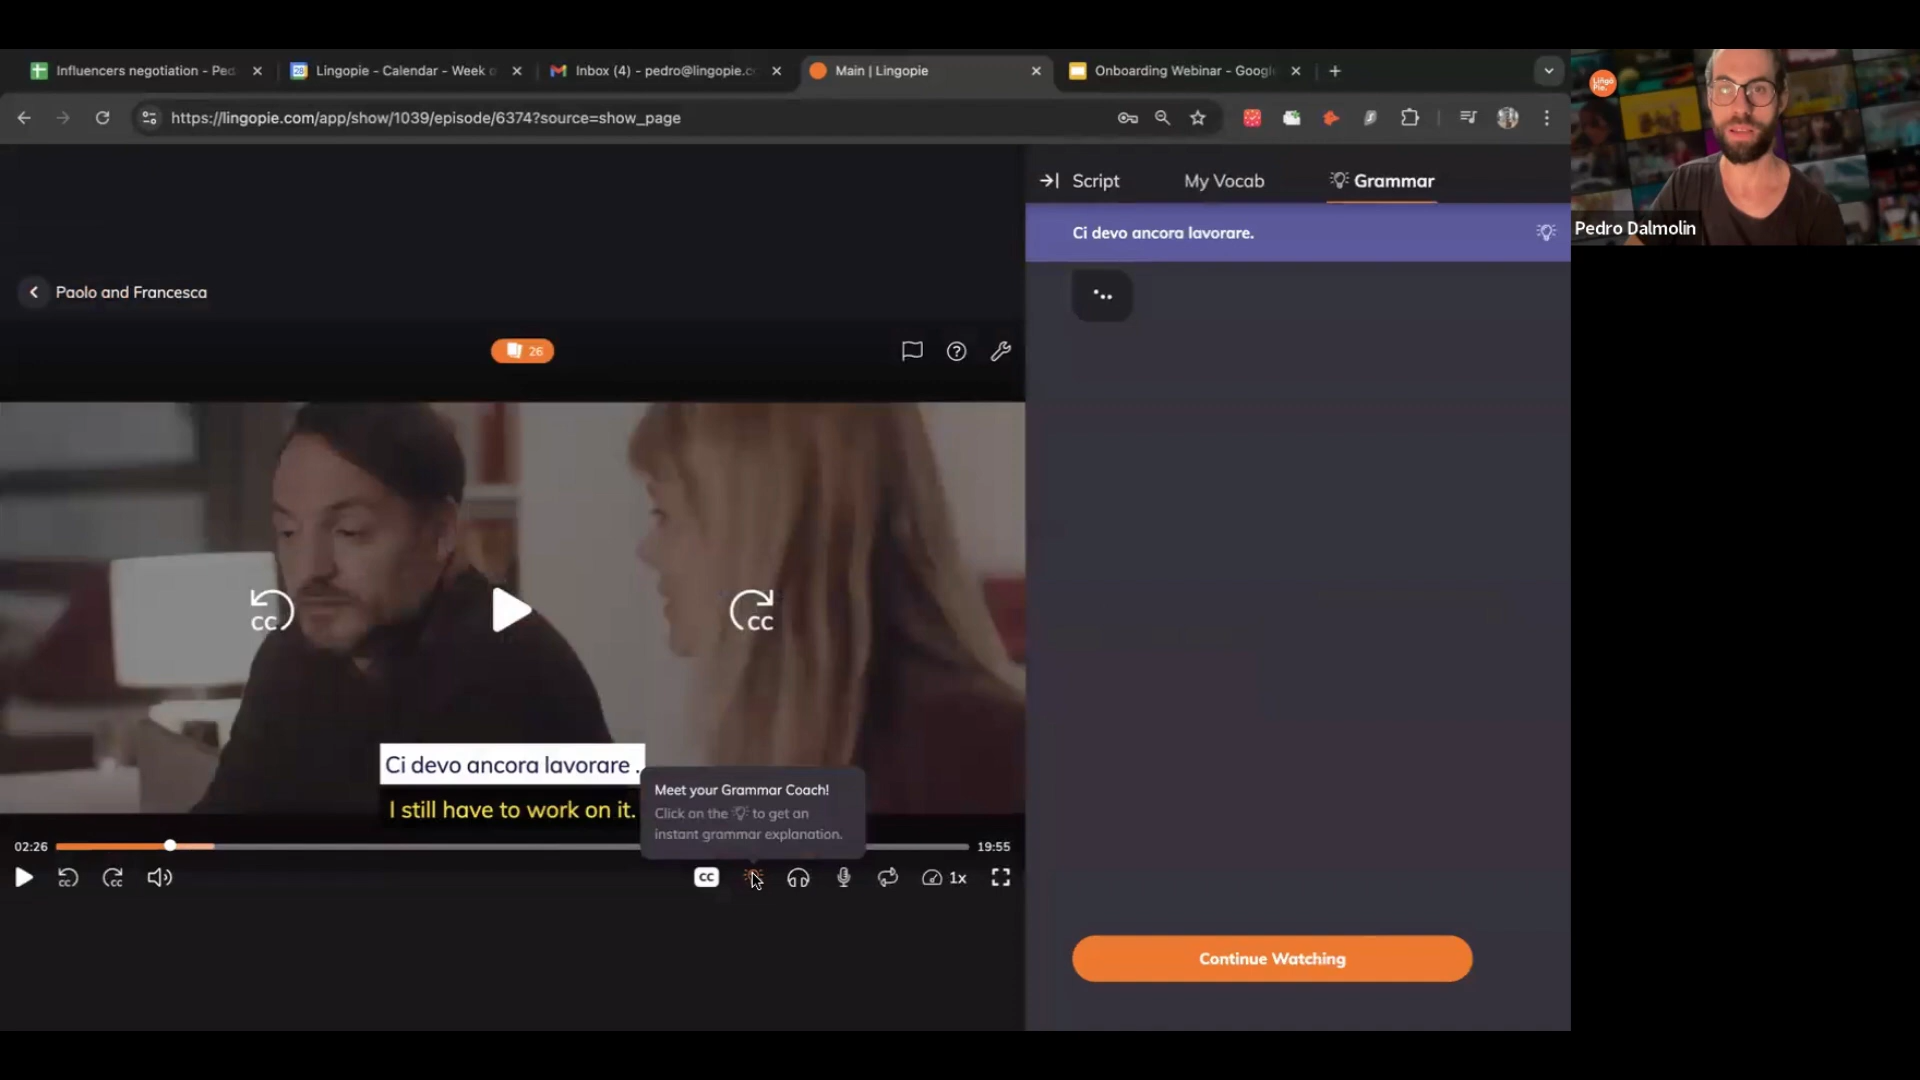 Influencers negotiation - Ped
Lingopie - Calendar - Week o
Inbox (4) - pedro@lingopie.c
Main | Lingopie
Onboarding Webinar - Googl
https://lingopie.com/app/show/1039/episode/6374?source=show_page
Script
My Vocab
Grammar
Ci devo ancora lavorare.
Pedro Dalmolin
Paolo and Francesca
26
Ci devo ancora lavorare .
I still have to work on it.
Meet your Grammar Coach!
Click on the to get an
instant grammar explanation.
02:26
19:55
CC
CC
CC
1x
Continue Watching